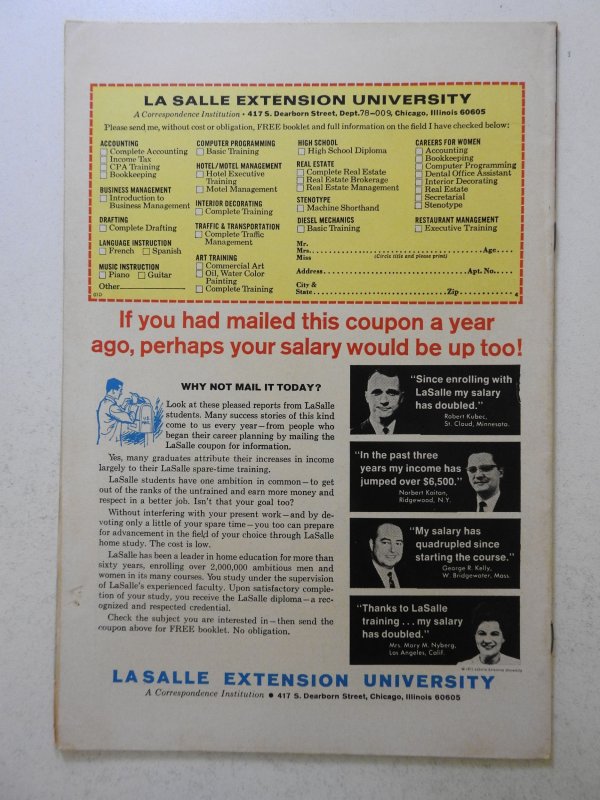 LA SALLE EXTENSION UNIVERSITY
A Correspondence Institution • 417 S. Dearborn Street, Dept. 78-009, Chicago, Illinois 60605
Please send me, without cost or obligation, FREE booklet and full information on the field I have checked below:
ACCOUNTING
Complete Accounting
Income Tax
CPA Training
Bookkeeping
BUSINESS MANAGEMENT
Introduction to
Business Management
DRAFTING
Complete Drafting
LANGUAGE INSTRUCTION
French Spanish
MUSIC INSTRUCTION
Piano Guitar
Other
COMPUTER PROGRAMMING
Basic Training
HOTEL/MOTEL MANAGEMENT
Hotel Executive
Training
Motel Management
INTERIOR DECORATING
Complete Training
TRAFFIC & TRANSPORTATION
Complete Traffic
Management
ART TRAINING
Commercial Art
Oil, Water Color
Painting
Complete Training
HIGH SCHOOL
High School Diploma
REAL ESTATE
Complete Real Estate
Real Estate Brokerage
Real Estate Management
STENOTYPE
Machine Shorthand
DIESEL MECHANICS
Basic Training
CAREERS FOR WOMEN
Accounting
Bookkeeping
Computer Programming
Dental Office Assistant
Interior Decorating
Real Estate
Secretarial
Stenotype
RESTAURANT MANAGEMENT
Executive Training
Mr.
Mrs. Age
Miss (Circle title and please print)
Address Apt. No.
City &
State Zip
If you had mailed this coupon a year
ago, perhaps your salary would be up too!
WHY NOT MAIL IT TODAY?
Look at these pleased reports from LaSalle
students. Many success stories of this kind
come to us every year—from people who
began their career planning by mailing the
LaSalle coupon for information.
Yes, many graduates attribute their increases in income
largely to their LaSalle spare-time training.
LaSalle students have one ambition in common—to get
out of the ranks of the untrained and earn more money and
respect in a better job. Isn't that your goal too?
Without interfering with your present work—and by de-
voting only a little of your spare time—you too can prepare
for advancement in the field of your choice through LaSalle
home study. The cost is low.
LaSalle has been a leader in home education for more than
sixty years, enrolling over 2,000,000 ambitious men and
women in its many courses. You study under the supervision
of LaSalle's experienced faculty. Upon satisfactory comple-
tion of your study, you receive the LaSalle diploma—a rec-
ognized and respected credential.
Check the subject you are interested in—then send the
coupon above for FREE booklet. No obligation.
"Since enrolling with
LaSalle my salary
has doubled."
Robert Kubec,
St. Cloud, Minnesota.
"In the past three
years my income has
jumped over $6,500."
Norbert Kaitan,
Ridgewood, N.Y.
"My salary has
quadrupled since
starting the course."
George R. Kelly,
W. Bridgewater, Mass.
"Thanks to LaSalle
training . . . my salary
has doubled."
Mrs. Mary M. Nyberg,
Los Angeles, Calif.
LA SALLE EXTENSION UNIVERSITY
A Correspondence Institution • 417 S. Dearborn Street, Chicago, Illinois 60605